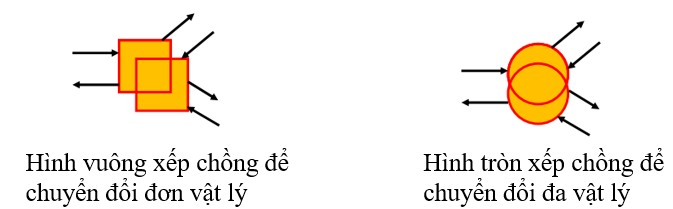 Hình vuông xếp chồng để
chuyển đổi đơn vật lý
Hình tròn xếp chồng để
chuyển đổi đa vật lý